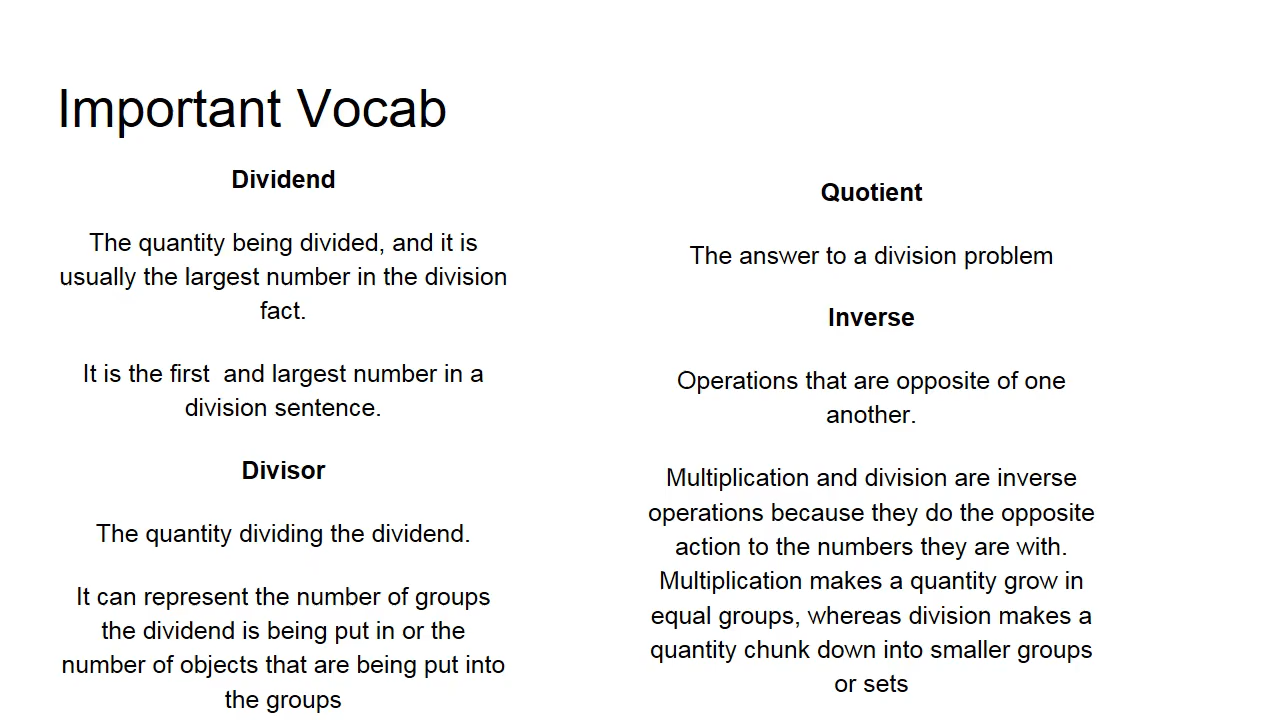 Important Vocab
Dividend
The quantity being divided, and it is
usually the largest number in the division
fact.
It is the first  and largest number in a
division sentence.
Divisor
The quantity dividing the dividend.
It can represent the number of groups
the dividend is being put in or the
number of objects that are being put into
the groups
Quotient
The answer to a division problem
Inverse
Operations that are opposite of one
another.
Multiplication and division are inverse
operations because they do the opposite
action to the numbers they are with.
Multiplication makes a quantity grow in
equal groups, whereas division makes a
quantity chunk down into smaller groups
or sets